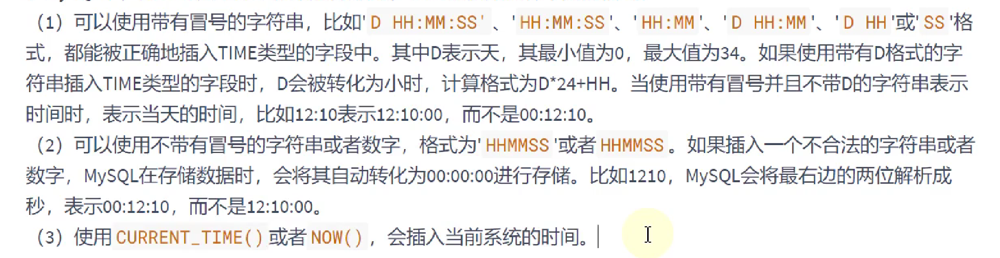 （1）可以使用带有冒号的字符串，比如'D HH:MM:SS'、'HH:MM:SS'、'HH:MM'、'D HH:MM'、'D HH'或'SS'格
式，都能被正确地插入TIME类型的字段中。其中D表示天，其最小值为0，最大值为34。如果使用带有D格式的字
符串插入TIME类型的字段时，D会被转化为小时，计算格式为D*24+HH。当使用带有冒号并且不带D的字符串表示
时间时，表示当天的时间，比如12:10表示12:10:00，而不是00:12:10。
（2）可以使用不带有冒号的字符串或者数字，格式为'HHMMSS'或者HHMMSS。如果插入一个不合法的字符串或者
数字，MySQL在存储数据时，会将其自动转化为00:00:00进行存储。比如1210，MySQL会将最右边的两位解析成
秒，表示00:12:10，而不是12:10:00。
（3）使用CURRENT_TIME()或者NOW()，会插入当前系统的时间。